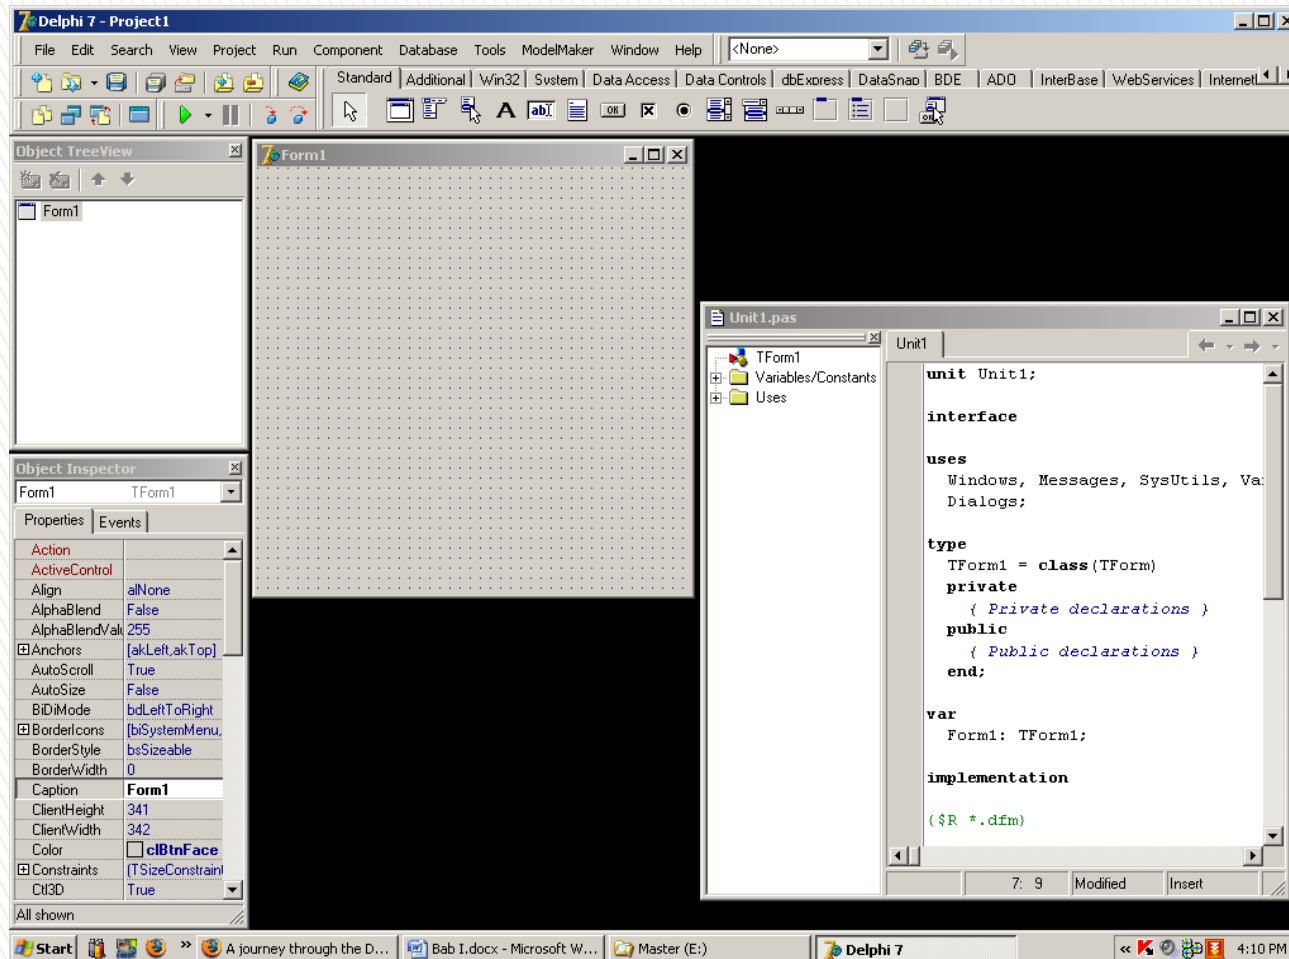 Delphi 7 - Project1
File Edit Search View Project Run Component Database Tools ModelMaker Window Help <None>
Standard Additional Win32 System Data Access Data Controls dbExpress DataSnap BDE ADO InterBase WebServices InternetE
Object TreeView
Form1
Form1
Object Inspector
Form1 TForm1
Properties Events
Action
ActiveControl
Align alNone
AlphaBlend False
AlphaBlendValu 255
Anchors [akLeft,akTop]
AutoScroll True
AutoSize False
BiDiMode bdLeftToRight
BorderIcons [biSystemMenu,
BorderStyle bsSizeable
BorderWidth 0
Caption Form1
ClientHeight 341
ClientWidth 342
Color clBtnFace
Constraints (TSizeConstraint
Ctl3D True
All shown
Unit1.pas
TForm1
Variables/Constants
Uses
Unit1
unit Unit1;
interface
uses
Windows, Messages, SysUtils, Va
Dialogs;
type
TForm1 = class(TForm)
private
{ Private declarations }
public
{ Public declarations }
end;
var
Form1: TForm1;
implementation
{$R *.dfm}
7: 9 Modified Insert
Start A journey through the D... Bab I.docx - Microsoft W... Master (E:) Delphi 7 4:10 PM